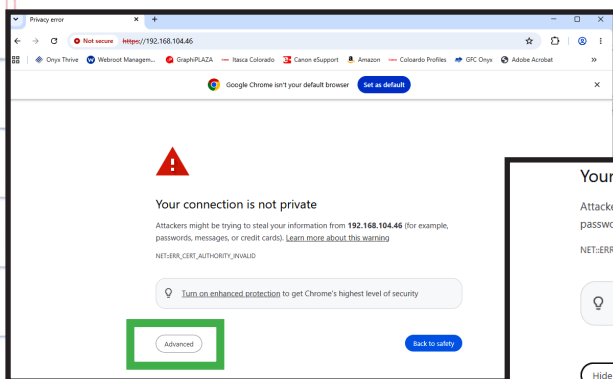 Privacy error
Not secure https://192.168.104.46
Onyx Thrive Webroot Managem... GraphiPLAZA Itasca Colorado Canon eSupport Amazon Coloardo Profiles GFC Onyx Adobe Acrobat »
Google Chrome isn't your default browser Set as default
Your connection is not private
Attackers might be trying to steal your information from 192.168.104.46 (for example,
passwords, messages, or credit cards). Learn more about this warning
NET::ERR_CERT_AUTHORITY_INVALID
Turn on enhanced protection to get Chrome's highest level of security
Advanced Back to safety
Your
Attacke
passwo
NET::ERR
Hide